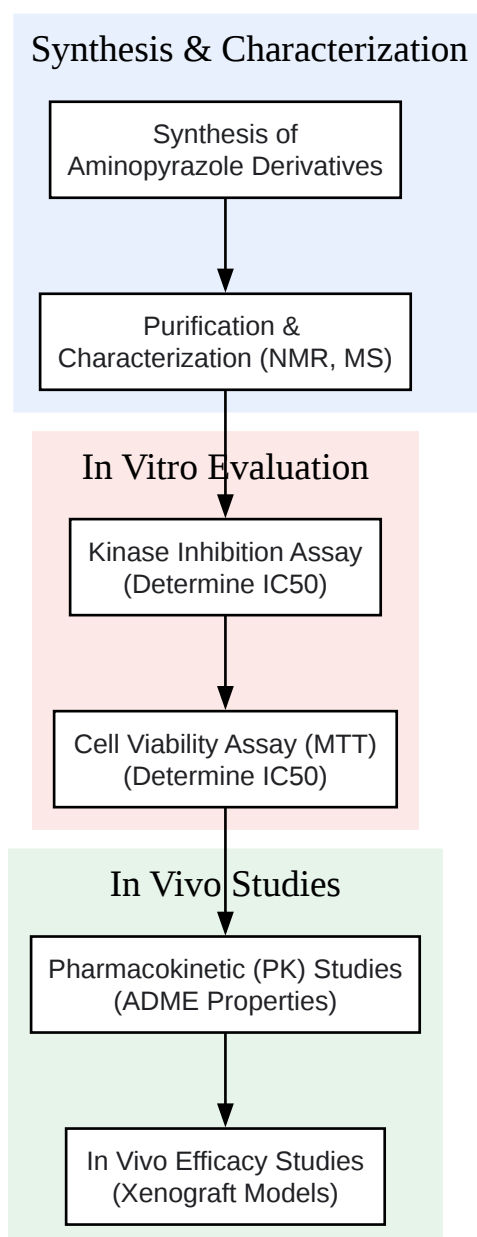 Synthesis & Characterization
Synthesis of
Aminopyrazole Derivatives
Purification &
Characterization (NMR, MS)
In Vitro Evaluation
Kinase Inhibition Assay
(Determine IC50)
Cell Viability Assay (MTT)
(Determine IC50)
In Vivo Studies
Pharmacokinetic (PK) Studies
(ADME Properties)
In Vivo Efficacy Studies
(Xenograft Models)